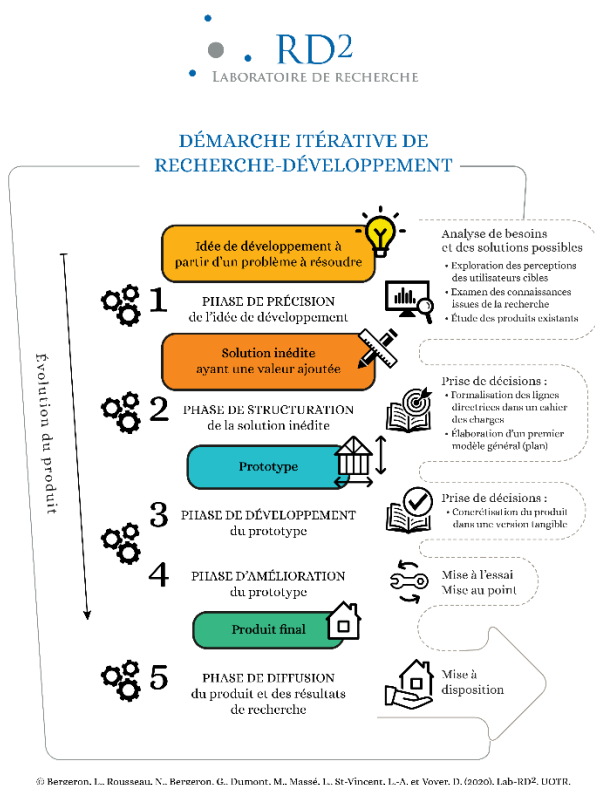 RD²
LABORATOIRE DE RECHERCHE
DÉMARCHE ITÉRATIVE DE
RECHERCHE-DÉVELOPPEMENT
Évolution du produit
Idée de développement à
partir d'un problème à résoudre
Analyse de besoins
et des solutions possibles
• Exploration des perceptions
des utilisateurs cibles
• Examen des connaissances
issues de la recherche
• Étude des produits existants
1 PHASE DE PRÉCISION
de l'idée de développement
Solution inédite
ayant une valeur ajoutée
2 PHASE DE STRUCTURATION
de la solution inédite
Prise de décisions :
• Formalisation des lignes
directrices dans un cahier
des charges
• Élaboration d'un premier
modèle général (plan)
Prototype
3 PHASE DE DÉVELOPPEMENT
du prototype
Prise de décisions :
• Concrétisation du produit
dans une version tangible
4 PHASE D'AMÉLIORATION
du prototype
Mise à l'essai
Mise au point
Produit final
5 PHASE DE DIFFUSION
du produit et des résultats
de recherche
Mise à
disposition
© Bergeron, L., Rousseau, N., Bergeron, G., Dumont, M., Massé, L., St-Vincent, L.-A. et Voyer, D. (2020). Lab-RD², UQTR.